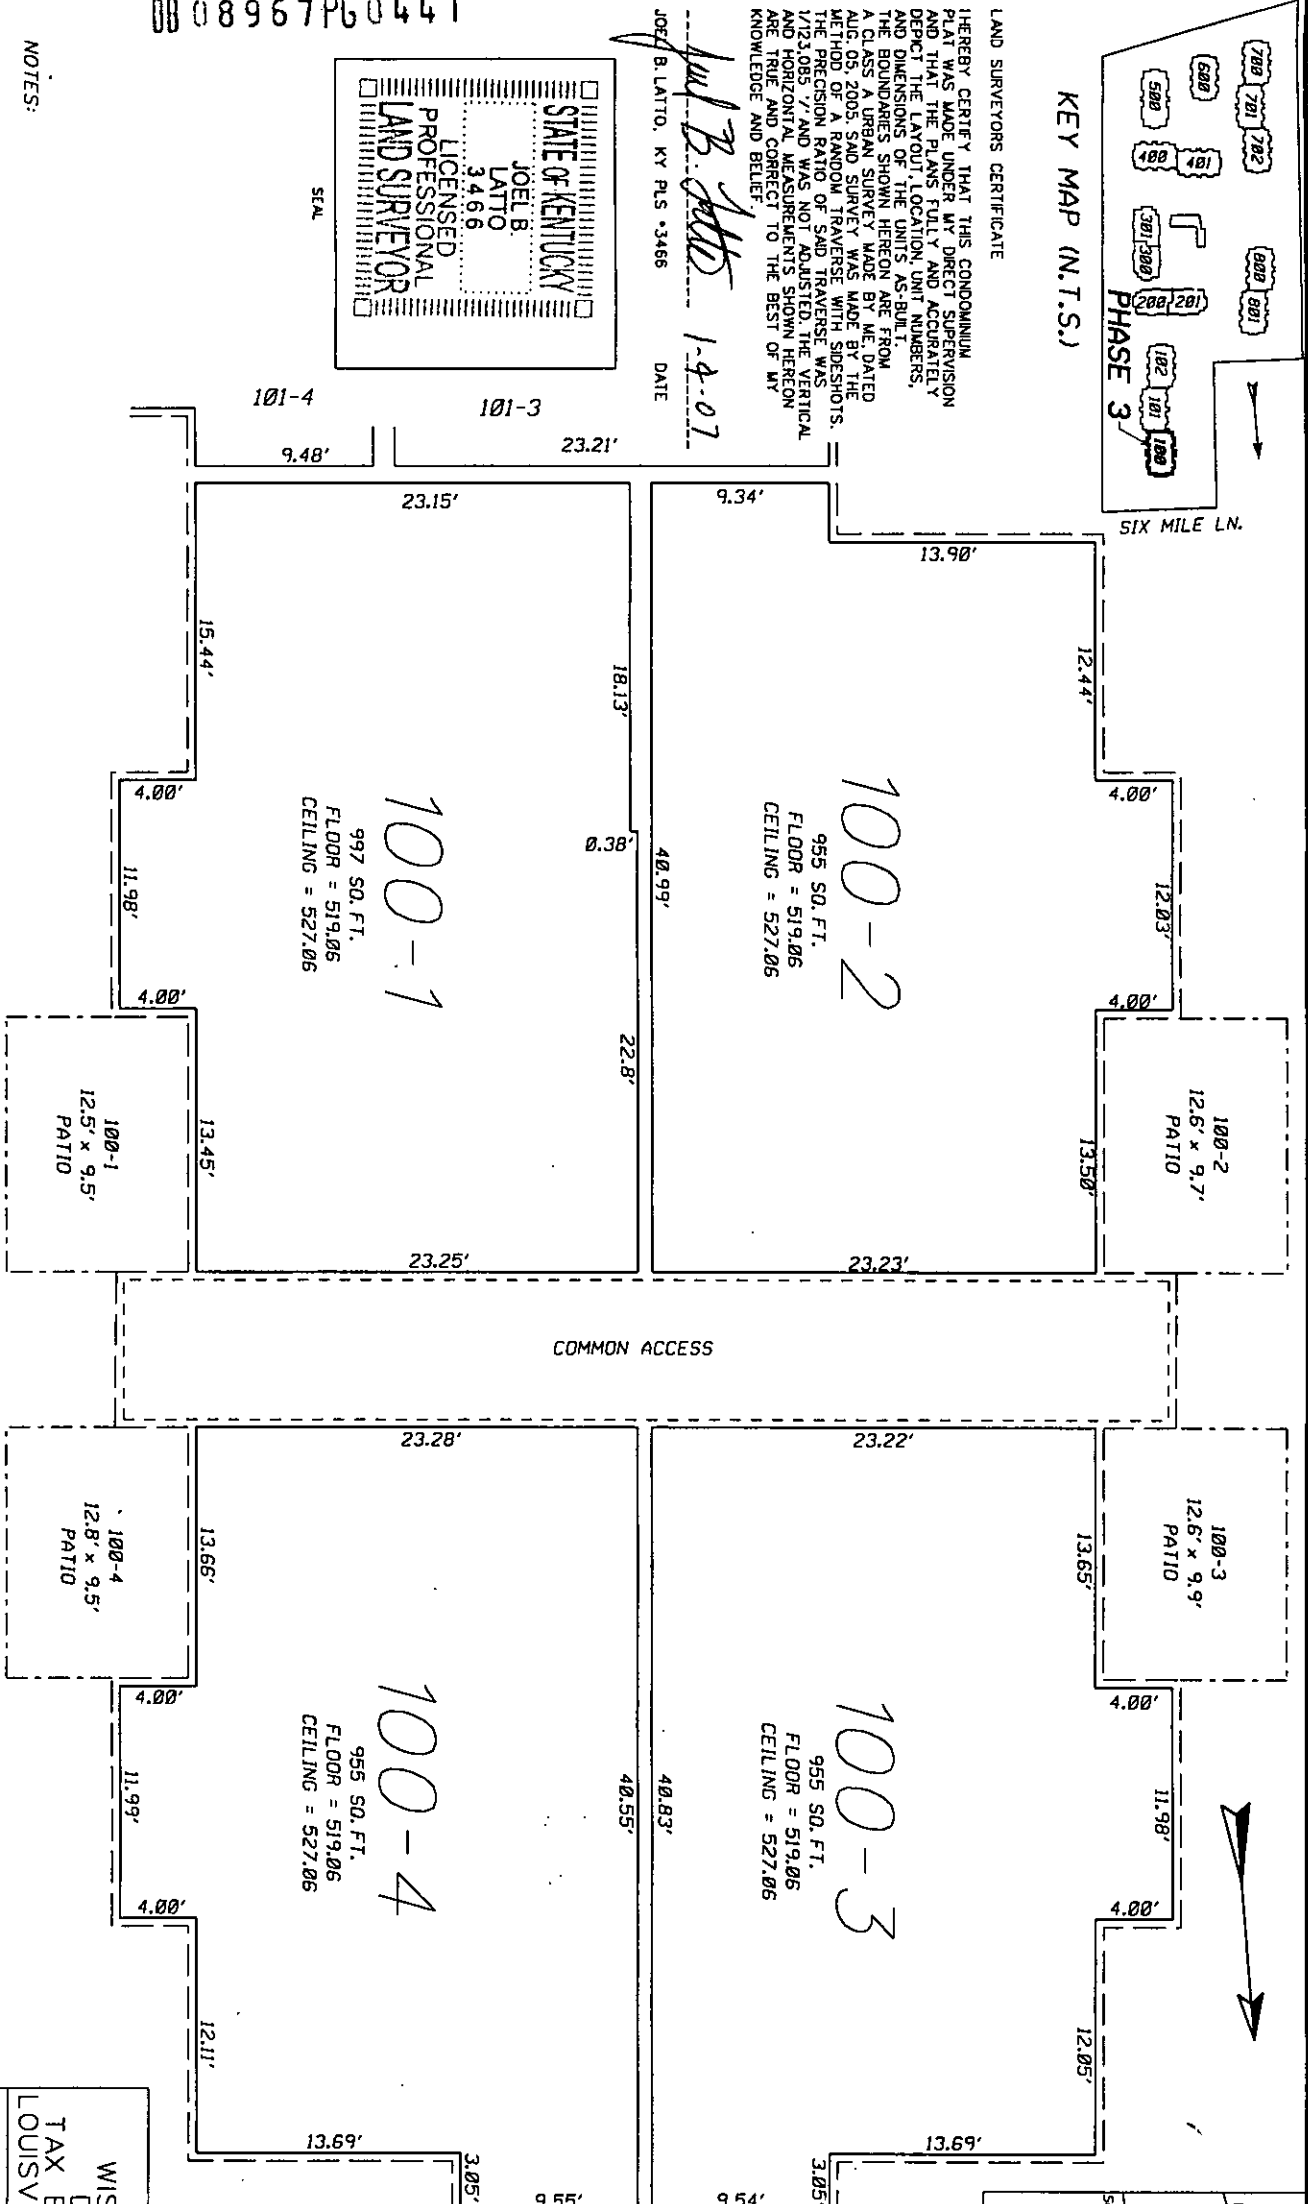 DB 08967PG0441
NOTES:
KEY MAP (N.T.S.)
700
701
702
600
500
400
401
301
300
200
201
800
801
102
101
100
PHASE 3
SIX MILE LN.
LAND SURVEYORS CERTIFICATE
I HEREBY CERTIFY THAT THIS CONDOMINIUM
PLAT WAS MADE UNDER MY DIRECT SUPERVISION
AND THAT THE PLANS FULLY AND ACCURATELY
DEPICT THE LAYOUT, LOCATION, UNIT NUMBERS,
AND DIMENSIONS OF THE UNITS AS-BUILT.
THE BOUNDARIES SHOWN HEREON ARE FROM
A CLASS A URBAN SURVEY MADE BY ME, DATED
AUG. 05, 2005. SAID SURVEY WAS MADE BY THE
METHOD OF A RANDOM TRAVERSE WITH SIDESHOTS.
THE PRECISION RATIO OF SAID TRAVERSE WAS
1/123,085 '/' AND WAS NOT ADJUSTED. THE VERTICAL
AND HORIZONTAL MEASUREMENTS SHOWN HEREON
ARE TRUE AND CORRECT TO THE BEST OF MY
KNOWLEDGE AND BELIEF.
Joel B. Latto 1-4-07
JOEL B. LATTO, KY PLS #3466 DATE
STATE OF KENTUCKY
JOEL B.
LATTO
3466
LICENSED
PROFESSIONAL
LAND SURVEYOR
SEAL
101-4
101-3
9.48'
23.21'
23.15'
9.34'
13.90'
12.44'
4.00'
12.03'
4.00'
13.50'
23.23'
40.99'
100-2
955 SQ.FT.
FLOOR = 519.06
CEILING = 527.06
100-2
12.6' x 9.7'
PATIO
18.13'
0.38'
22.8'
15.44'
4.00'
11.98'
4.00'
13.45'
23.25'
100-1
997 SQ.FT.
FLOOR = 519.06
CEILING = 527.06
100-1
12.5' x 9.5'
PATIO
COMMON ACCESS
23.28'
23.22'
100-3
12.6' x 9.9'
PATIO
13.65'
4.00'
11.98'
4.00'
12.05'
13.69'
3.05'
9.54'
40.83'
100-3
955 SQ.FT.
FLOOR = 519.06
CEILING = 527.06
40.55'
100-4
955 SQ.FT.
FLOOR = 519.06
CEILING = 527.06
100-4
12.8' x 9.5'
PATIO
13.66'
4.00'
11.99'
4.00'
12.11'
13.69'
3.05'
9.55'
WIS
TAX
LOUISV